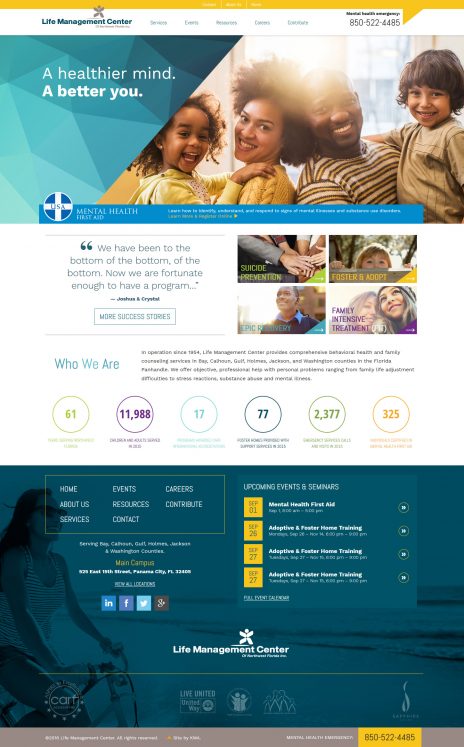 Contact About Us Home
Life Management Center
Of Northwest Florida Inc.
Services Events Resources Careers Contribute
Mental health emergency:
850-522-4485
A healthier mind.
A better you.
USA
MENTAL HEALTH
FIRST AID
Learn how to identify, understand, and respond to signs of mental illnesses and substance use disorders.
Learn More & Register Online
“ We have been to the
bottom of the bottom, of the
bottom. Now we are fortunate
enough to have a program...”
— Joshua & Crystal
MORE SUCCESS STORIES
SUICIDE
PREVENTION
FOSTER & ADOPT
EPIC RECOVERY
FAMILY
INTENSIVE
TREATMENT (FIT)
Who We Are
In operation since 1954, Life Management Center provides comprehensive behavioral health and family
counseling services in Bay, Calhoun, Gulf, Holmes, Jackson, and Washington counties in the Florida
Panhandle. We offer objective, professional help with personal problems ranging from family life adjustment
difficulties to stress reactions, substance abuse and mental illness.
61 11,988 17 77 2,377 325
YEARS SERVING NORTHWEST
FLORIDA
CHILDREN AND ADULTS SERVED
IN 2015
FOSTER HOMES PROVIDED WITH
SUPPORT SERVICES IN 2015
EMERGENCY SERVICES CALLS
AND VISITS IN 2015
INDIVIDUALS CERTIFIED IN
MENTAL HEALTH FIRST AID
HOME EVENTS CAREERS
ABOUT US RESOURCES CONTRIBUTE
SERVICES CONTACT
Serving Bay, Calhoun, Gulf, Holmes, Jackson
& Washington Counties.
Main Campus
525 East 15th Street, Panama City, FL 32405
VIEW ALL LOCATIONS
UPCOMING EVENTS & SEMINARS
SEP
01
Mental Health First Aid
Sep 1, 8:00 am – 5:00 pm
SEP
26
Adoptive & Foster Home Training
Monday, Sep 26 – Nov 14, 6:00 pm – 9:00 pm
SEP
27
Adoptive & Foster Home Training
Tuesday, Sep 27 – Nov 15, 6:00 pm – 9:00 pm
SEP
27
Adoptive & Foster Home Training
Tuesday, Sep 27 – Nov 15, 6:00 pm – 9:00 pm
FULL EVENT CALENDAR
Life Management Center
Of Northwest Florida Inc.
carf
LIVE UNITED
United
Way
SAPPHIRE
©2016 Life Management Center. All rights reserved. Site by KWA.
MENTAL HEALTH EMERGENCY: 850-522-4485